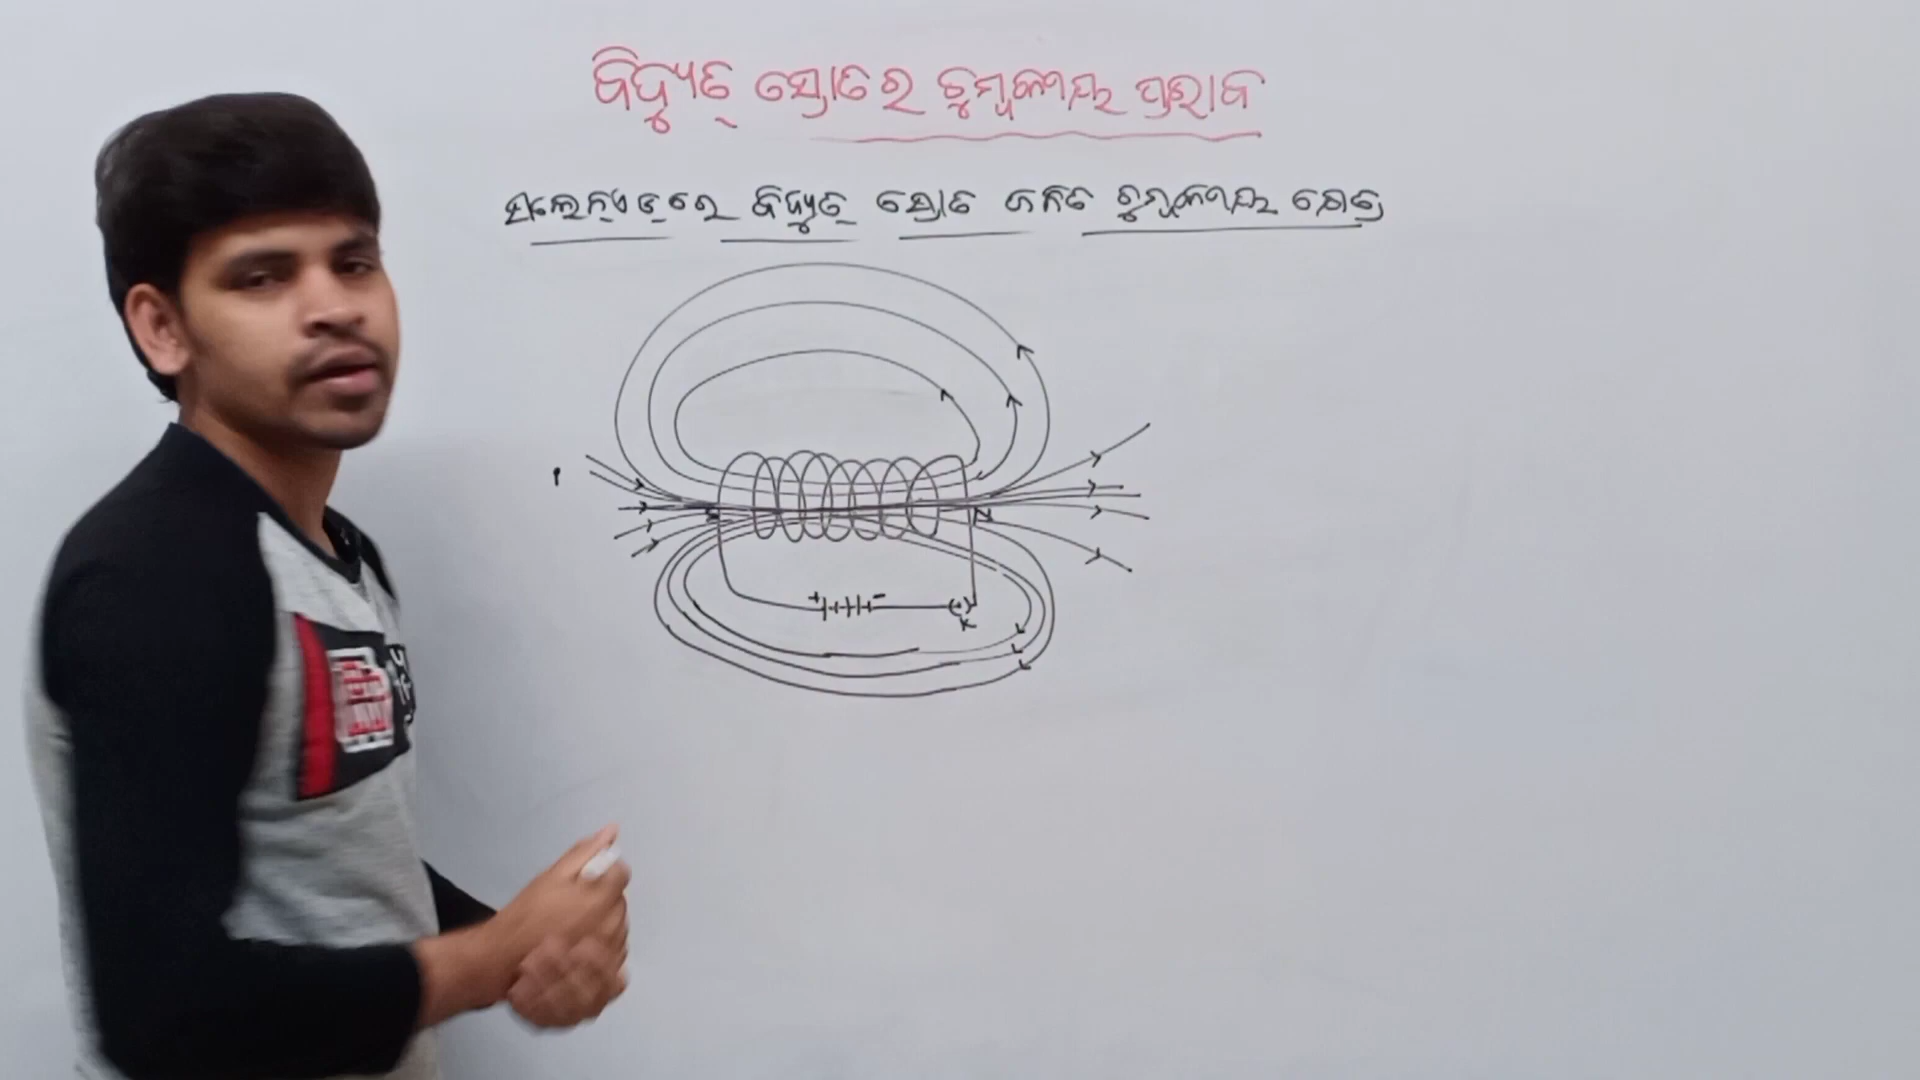 ବିଦ୍ୟୁତ୍ ସ୍ରୋତର ଚୁମ୍ବକୀୟ ପ୍ରଭାବ
ସଲେନଏଡ୍‌ରେ ବିଦ୍ୟୁତ୍ ସ୍ରୋତ ଜନିତ ଚୁମ୍ବକୀୟ କ୍ଷେତ୍ର
S N
+ -
K